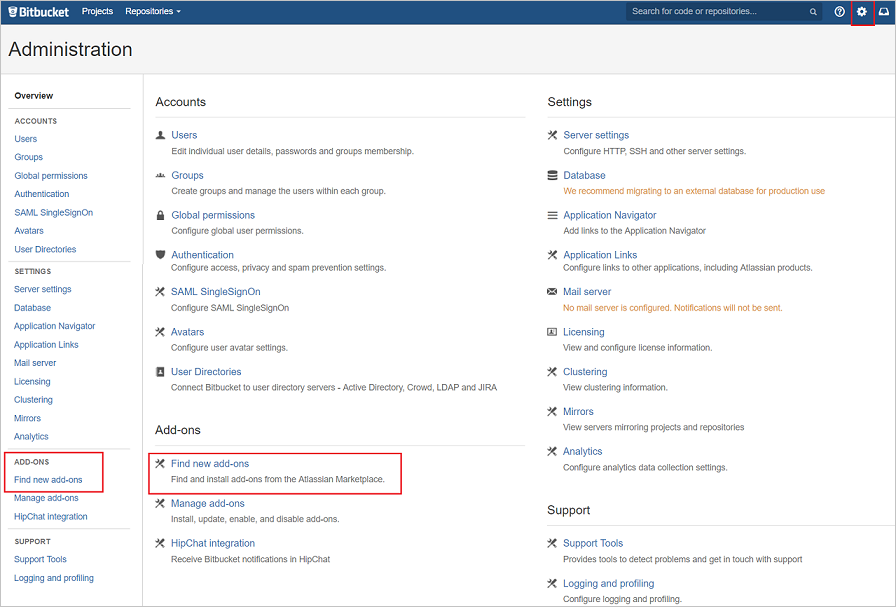 Bitbucket Projects Repositories Search for code or repositories...
Administration
Overview
ACCOUNTS
Users
Groups
Global permissions
Authentication
SAML SingleSignOn
Avatars
User Directories
SETTINGS
Server settings
Database
Application Navigator
Application Links
Mail server
Licensing
Clustering
Mirrors
Analytics
ADD-ONS
Find new add-ons
Manage add-ons
HipChat integration
SUPPORT
Support Tools
Logging and profiling
Accounts
Users
Edit individual user details, passwords and groups membership.
Groups
Create groups and manage the users within each group.
Global permissions
Configure global user permissions.
Authentication
Configure access, privacy and spam prevention settings.
SAML SingleSignOn
Configure SAML SingleSignOn
Avatars
Configure user avatar settings.
User Directories
Connect Bitbucket to user directory servers - Active Directory, Crowd, LDAP and JIRA
Add-ons
Find new add-ons
Find and install add-ons from the Atlassian Marketplace.
Manage add-ons
Install, update, enable, and disable add-ons.
HipChat integration
Receive Bitbucket notifications in HipChat
Settings
Server settings
Configure HTTP, SSH and other server settings.
Database
We recommend migrating to an external database for production use
Application Navigator
Add links to the Application Navigator
Application Links
Configure links to other applications, including Atlassian products.
Mail server
No mail server is configured. Notifications will not be sent.
Licensing
View and configure license information.
Clustering
View clustering information.
Mirrors
View servers mirroring projects and repositories
Analytics
Configure analytics data collection settings.
Support
Support Tools
Provides tools to detect problems and get in touch with support
Logging and profiling
Configure logging and profiling.